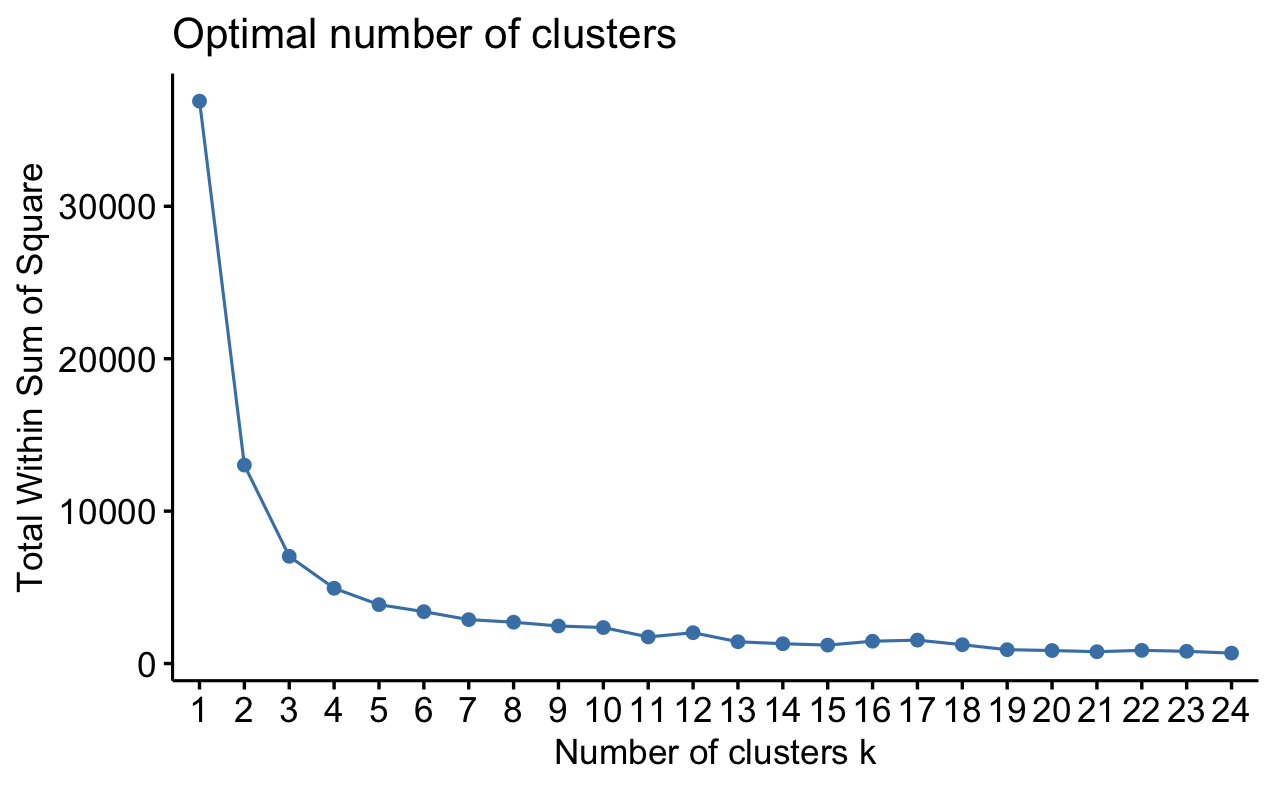 Optimal number of clusters
Total Within Sum of Square
30000
20000
10000
0
1 2 3 4 5 6 7 8 9 10 11 12 13 14 15 16 17 18 19 20 21 22 23 24
Number of clusters k